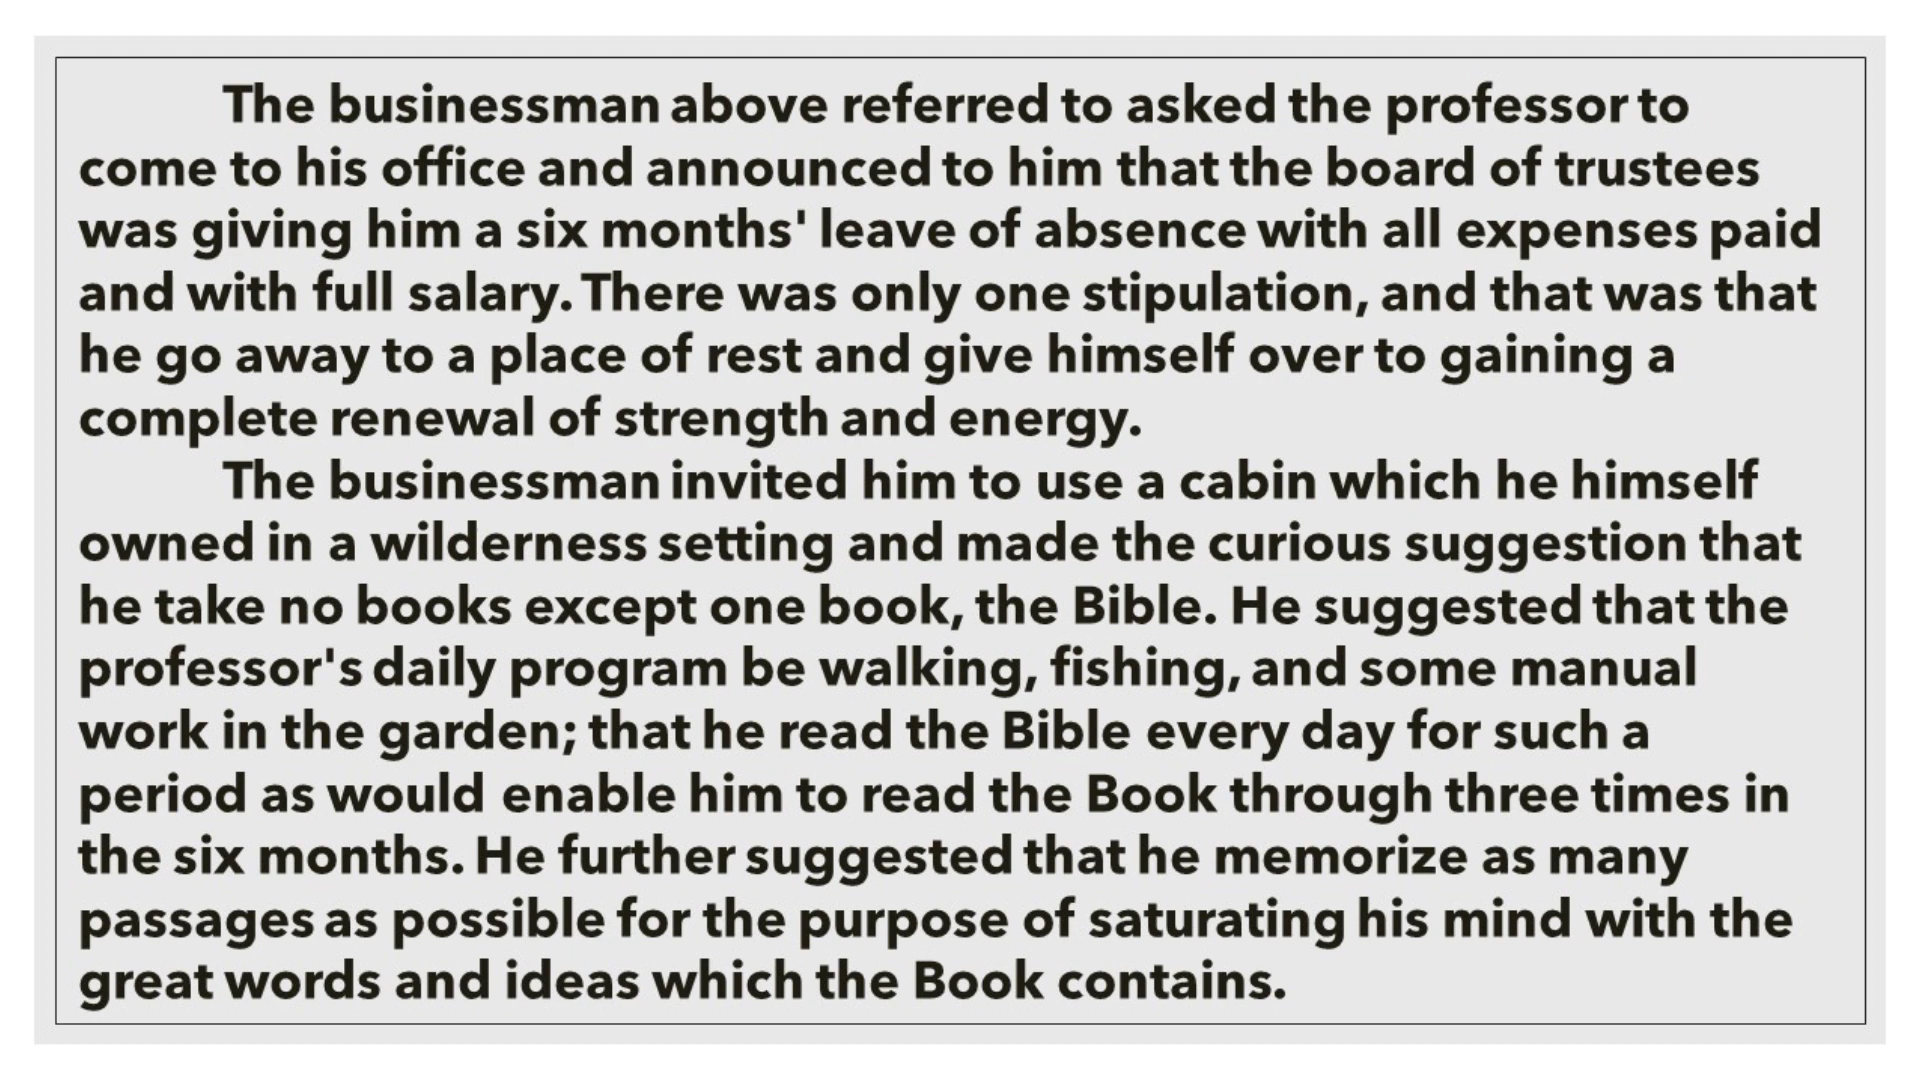 The businessman above referred to asked the professor to
come to his office and announced to him that the board of trustees
was giving him a six months' leave of absence with all expenses paid
and with full salary. There was only one stipulation, and that was that
he go away to a place of rest and give himself over to gaining a
complete renewal of strength and energy.
The businessman invited him to use a cabin which he himself
owned in a wilderness setting and made the curious suggestion that
he take no books except one book, the Bible. He suggested that the
professor's daily program be walking, fishing, and some manual
work in the garden; that he read the Bible every day for such a
period as would enable him to read the Book through three times in
the six months. He further suggested that he memorize as many
passages as possible for the purpose of saturating his mind with the
great words and ideas which the Book contains.